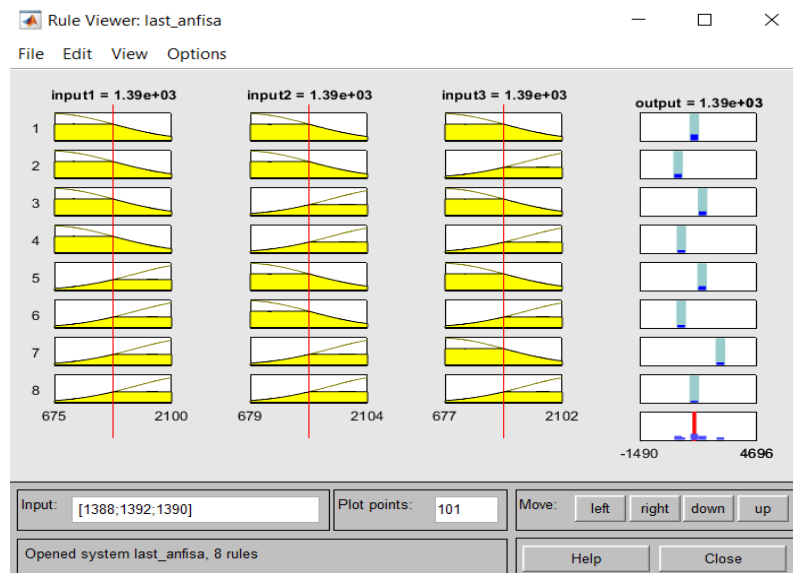 Rule Viewer: last_anfisa
File Edit View Options
input1 = 1.39e+03 input2 = 1.39e+03 input3 = 1.39e+03 output = 1.39e+03
1
2
3
4
5
6
7
8
675 2100 679 2104 677 2102
-1490 4696
Input: [1388;1392;1390] Plot points: 101 Move: left right down up
Opened system last_anfisa, 8 rules Help Close